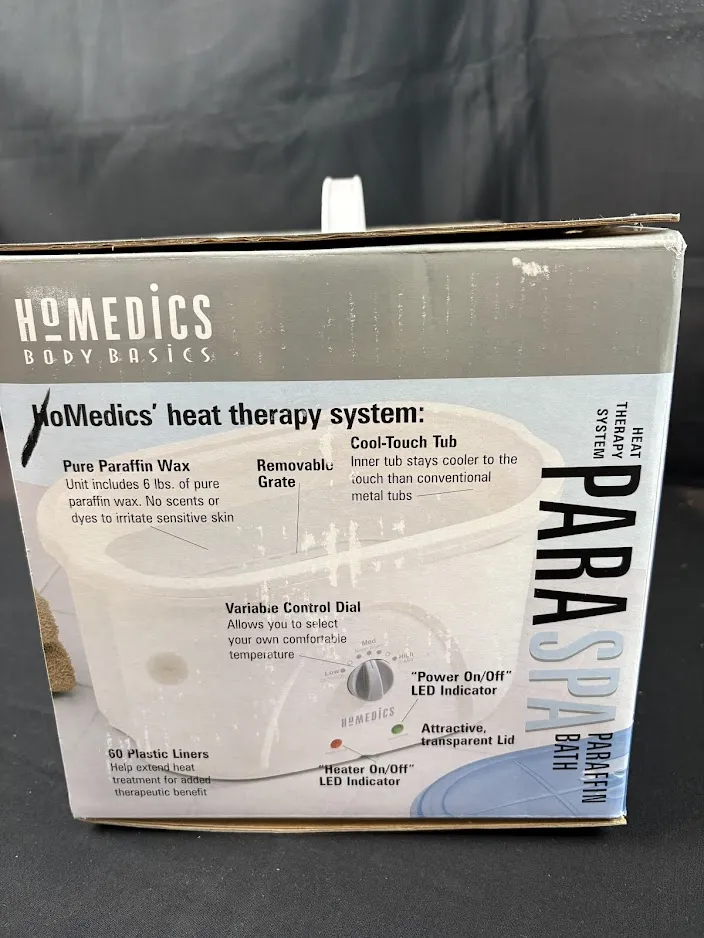 HoMEDiCS
BODY BASiCS
HoMedics' heat therapy system:
Pure Paraffin Wax
Unit includes 6 lbs. of pure
paraffin wax. No scents or
dyes to irritate sensitive skin
Removable
Grate
Cool-Touch Tub
Inner tub stays cooler to the
touch than conventional
metal tubs
Variable Control Dial
Allows you to select
your own comfortable
temperature
Low
Med
High
HoMEDiCS
"Power On/Off"
LED Indicator
Attractive,
transparent Lid
"Heater On/Off"
LED Indicator
60 Plastic Liners
Help extend heat
treatment for added
therapeutic benefit
HEAT
THERAPY
SYSTEM
PARASPA
PARAFFIN
BATH